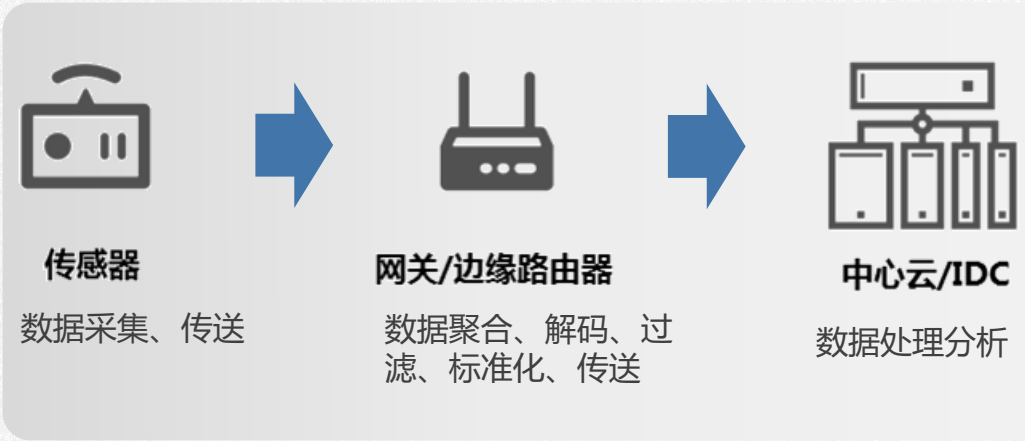 传感器
数据采集、传送
网关/边缘路由器
数据聚合、解码、过
滤、标准化、传送
中心云/IDC
数据处理分析